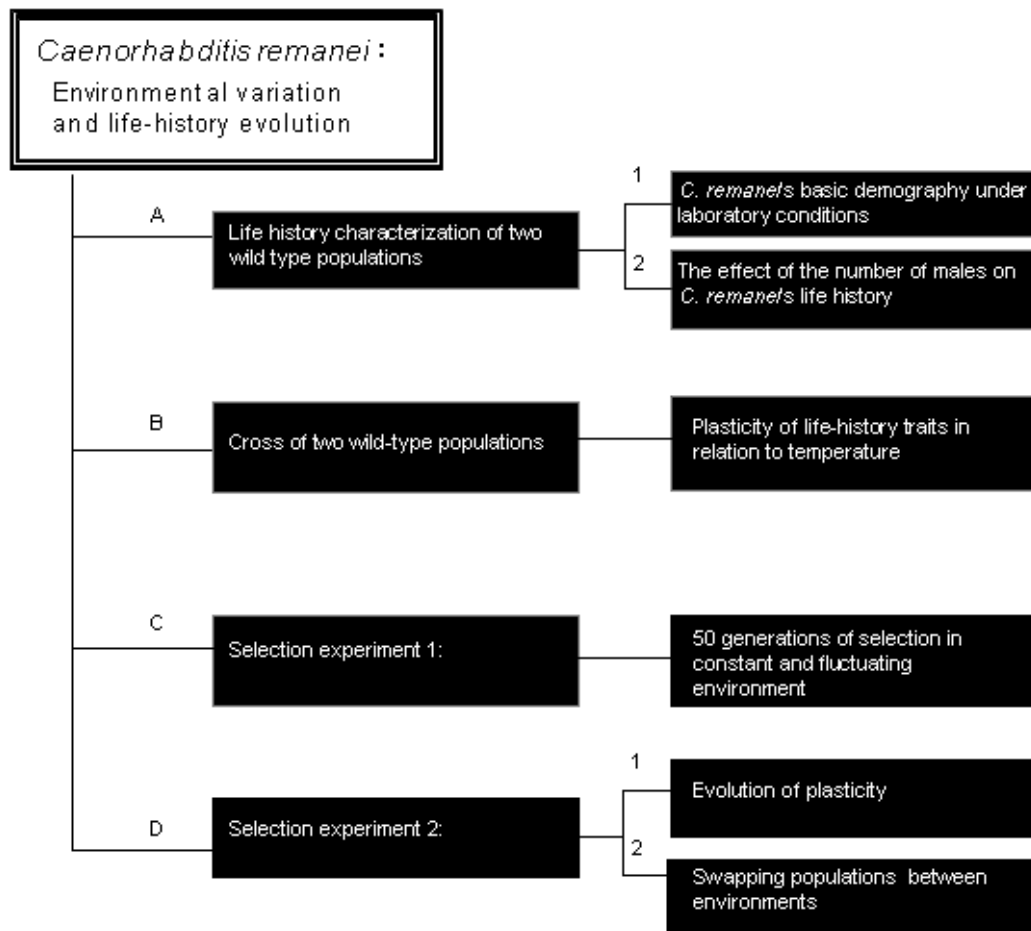 Caenorhabditis remanei :
Environmental variation
and life-history evolution
A
Life history characterization of two
wild type populations
1
C. remanei's basic demography under
laboratory conditions
2
The effect of the number of males on
C. remanei's life history
B
Cross of two wild-type populations
Plasticity of life-history traits in
relation to temperature
C
Selection experiment 1:
50 generations of selection in
constant and fluctuating
environment
D
Selection experiment 2:
1
Evolution of plasticity
2
Swapping populations between
environments